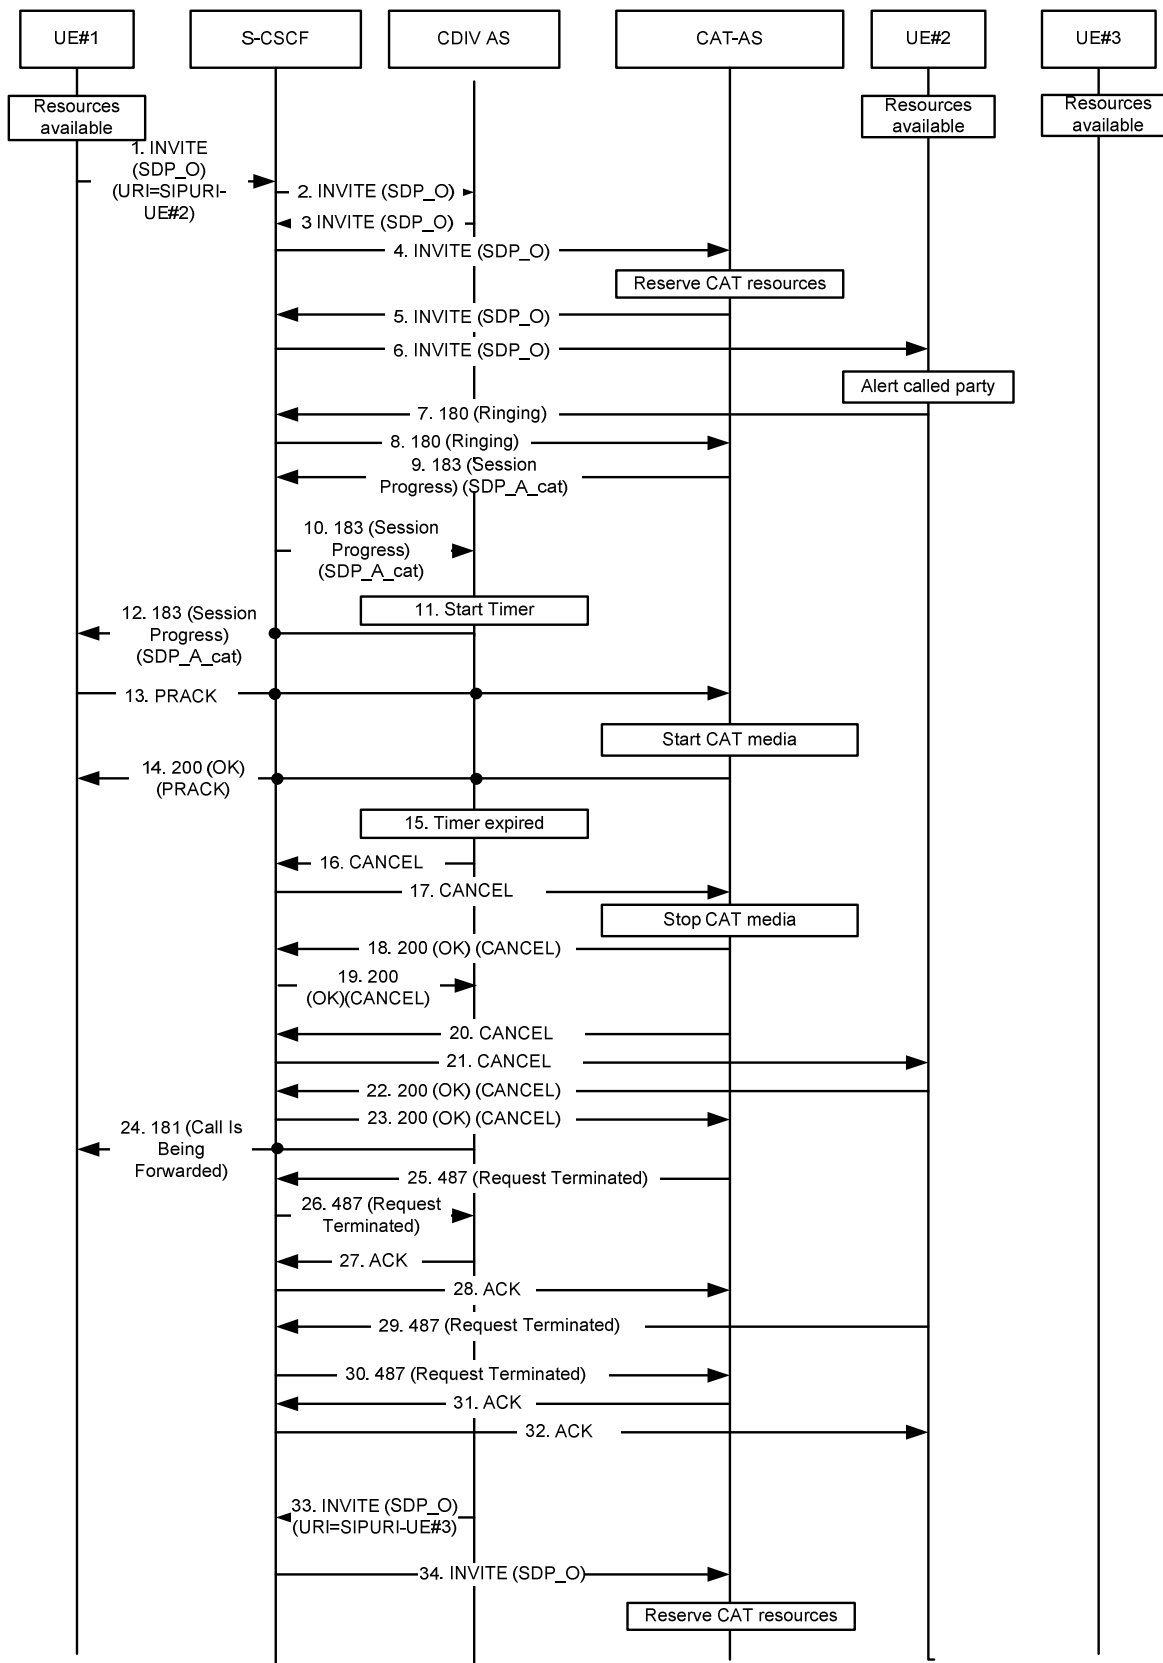 UE#1
S-CSCF
CDIV AS
CAT-AS
UE#2
UE#3
Resources
available
Resources
available
Resources
available
1. INVITE
(SDP_O)
(URI=SIPURI-
UE#2)
2. INVITE (SDP_O)
3 INVITE (SDP_O)
4. INVITE (SDP_O)
Reserve CAT resources
5. INVITE (SDP_O)
6. INVITE (SDP_O)
Alert called party
7. 180 (Ringing)
8. 180 (Ringing)
9. 183 (Session
Progress) (SDP_A_cat)
10. 183 (Session
Progress)
(SDP_A_cat)
11. Start Timer
12. 183 (Session
Progress)
(SDP_A_cat)
13. PRACK
Start CAT media
14. 200 (OK)
(PRACK)
15. Timer expired
16. CANCEL
17. CANCEL
Stop CAT media
18. 200 (OK) (CANCEL)
19. 200
(OK)(CANCEL)
20. CANCEL
21. CANCEL
22. 200 (OK) (CANCEL)
23. 200 (OK) (CANCEL)
24. 181 (Call Is
Being
Forwarded)
25. 487 (Request Terminated)
26. 487 (Request
Terminated)
27. ACK
28. ACK
29. 487 (Request Terminated)
30. 487 (Request Terminated)
31. ACK
32. ACK
33. INVITE (SDP_O)
(URI=SIPURI-UE#3)
34. INVITE (SDP_O)
Reserve CAT resources